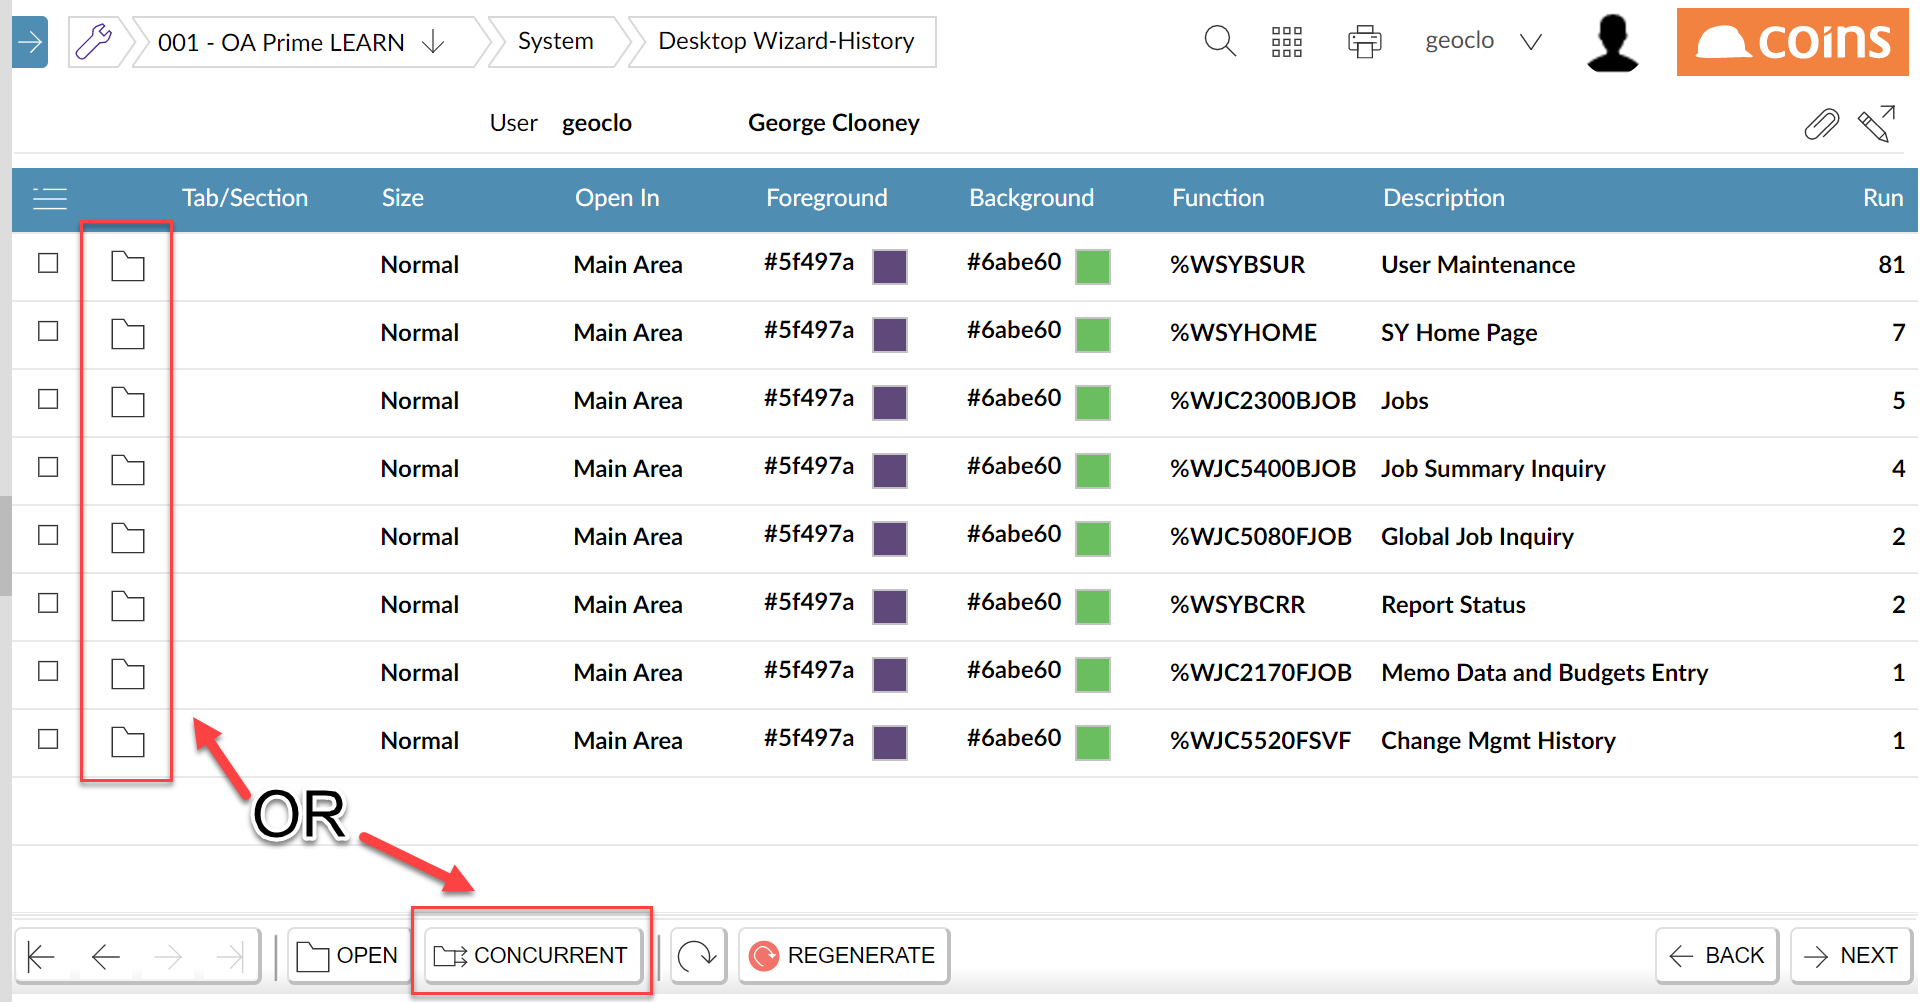 001 - OA Prime LEARN System Desktop Wizard-History geoclo coins
User geoclo George Clooney
Tab/Section Size Open In Foreground Background Function Description Run
Normal Main Area #5f497a #6abe60 %WSYBSUR User Maintenance 81
Normal Main Area #5f497a #6abe60 %WSYHOME SY Home Page 7
Normal Main Area #5f497a #6abe60 %WJC2300BJOB Jobs 5
Normal Main Area #5f497a #6abe60 %WJC5400BJOB Job Summary Inquiry 4
Normal Main Area #5f497a #6abe60 %WJC5080FJOB Global Job Inquiry 2
Normal Main Area #5f497a #6abe60 %WSYBCRR Report Status 2
Normal Main Area #5f497a #6abe60 %WJC2170FJOB Memo Data and Budgets Entry 1
Normal Main Area #5f497a #6abe60 %WJC5520FSVF Change Mgmt History 1
OR
OPEN CONCURRENT REGENERATE BACK NEXT